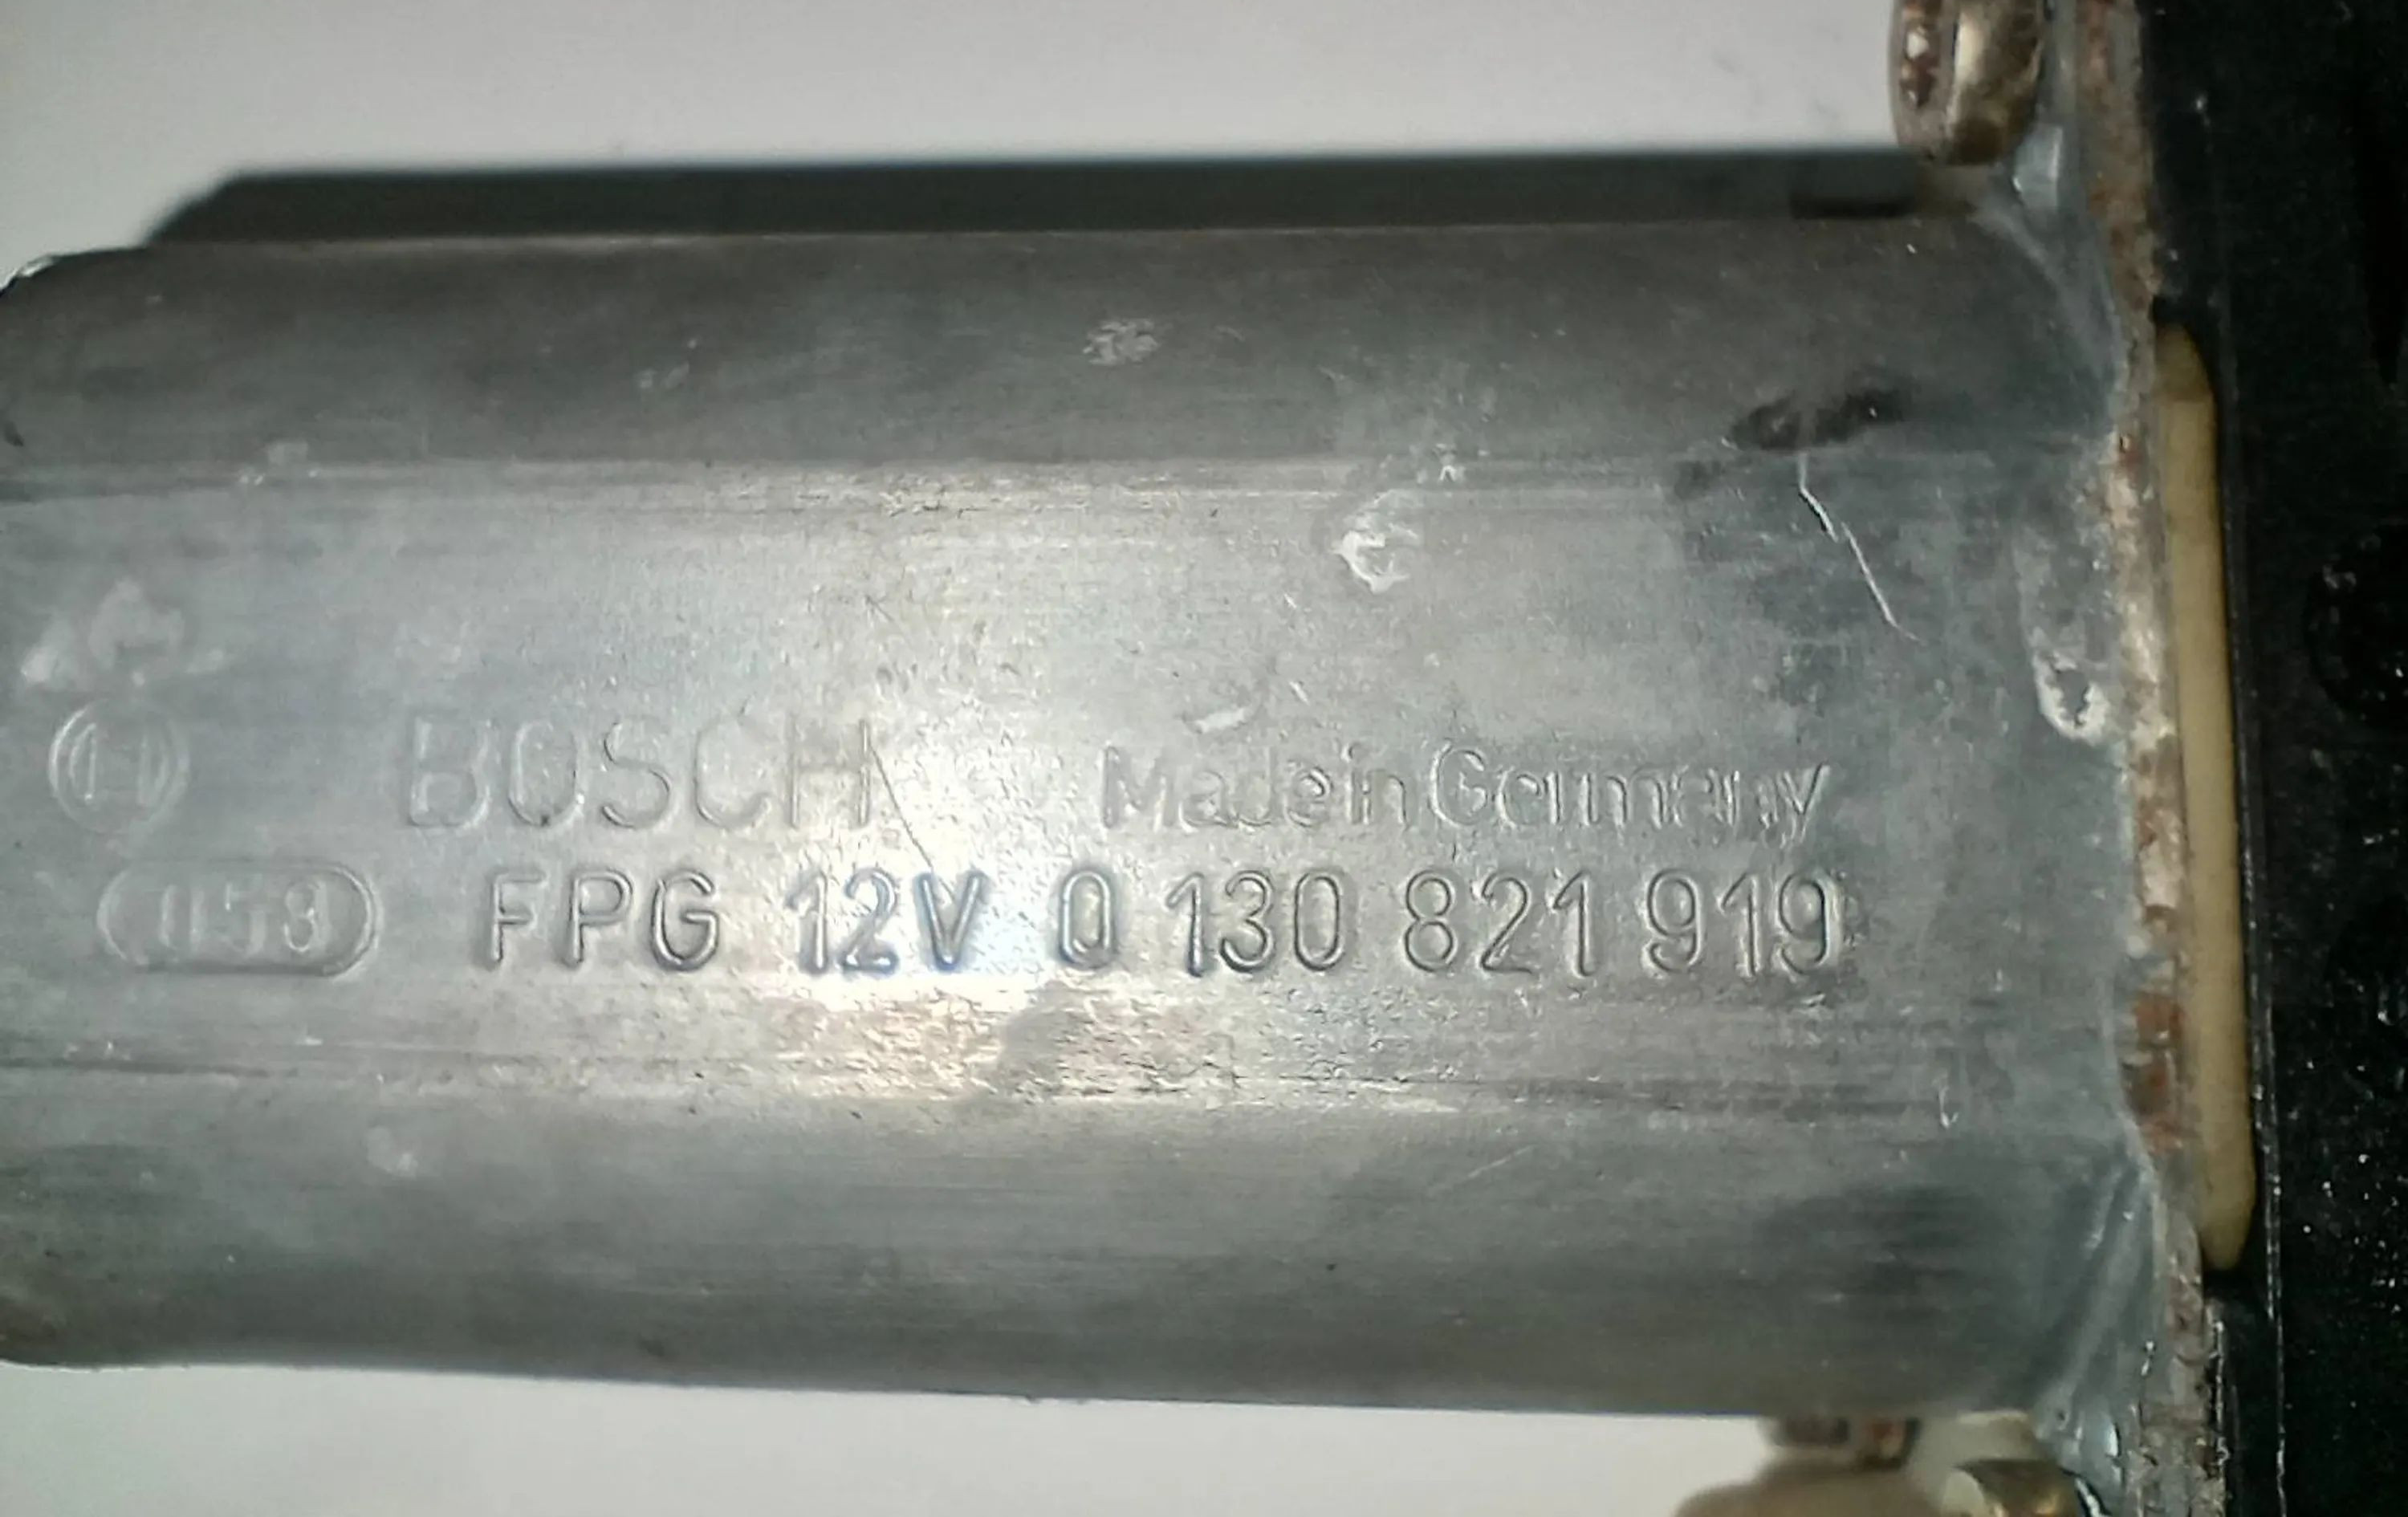 BOSCH Made in Germany
058 FPG 12V 0 130 821 919